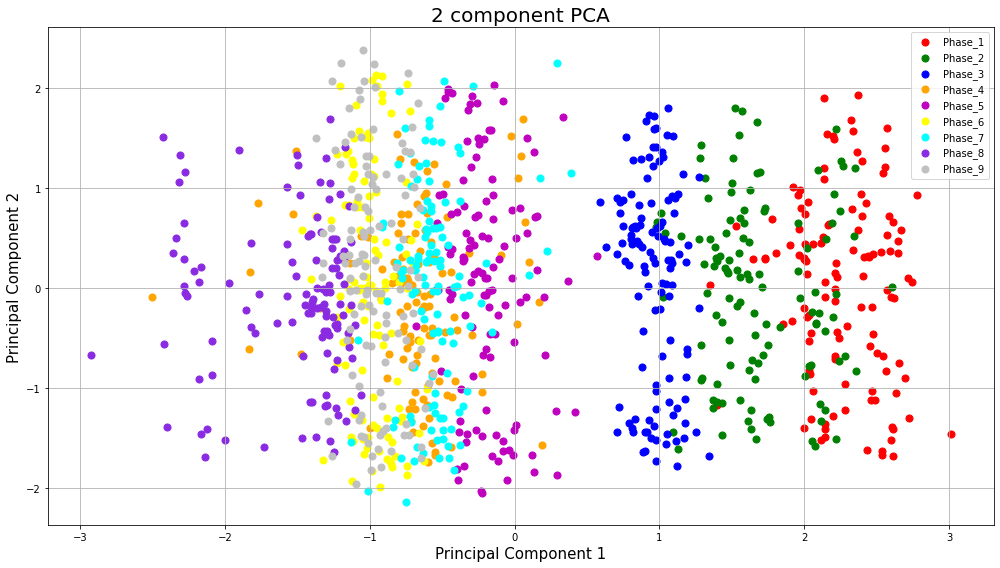 2 component PCA
Phase_1
Phase_2
Phase_3
Phase_4
Phase_5
Phase_6
Phase_7
Phase_8
Phase_9
Principal Component 2
2
1
0
−1
−2
−3 −2 −1 0 1 2 3
Principal Component 1